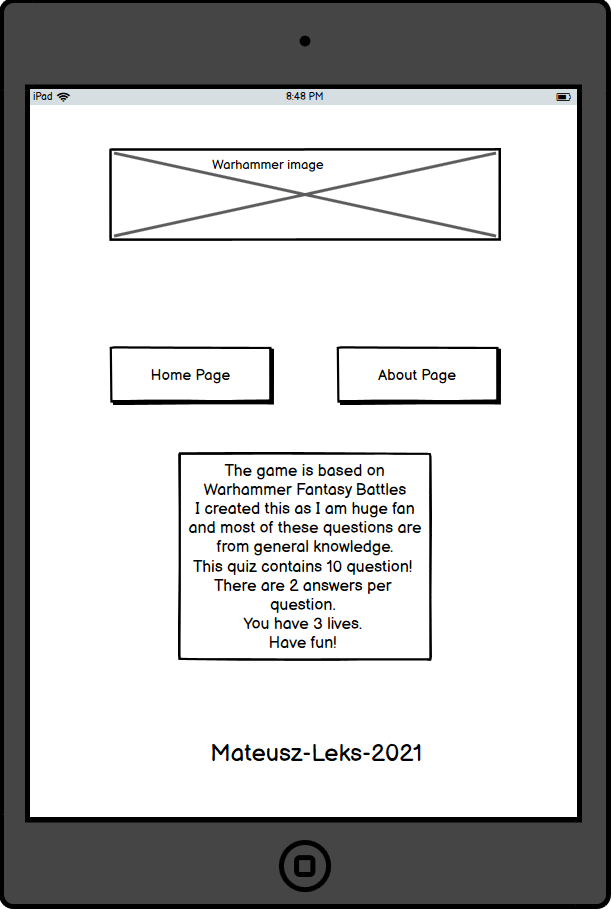 iPad
8:48 PM
Warhammer image
Home Page
About Page
The game is based on
Warhammer Fantasy Battles
I created this as I am huge fan
and most of these questions are
from general knowledge.
This quiz contains 10 question!
There are 2 answers per
question.
You have 3 lives.
Have fun!
Mateusz-Leks-2021